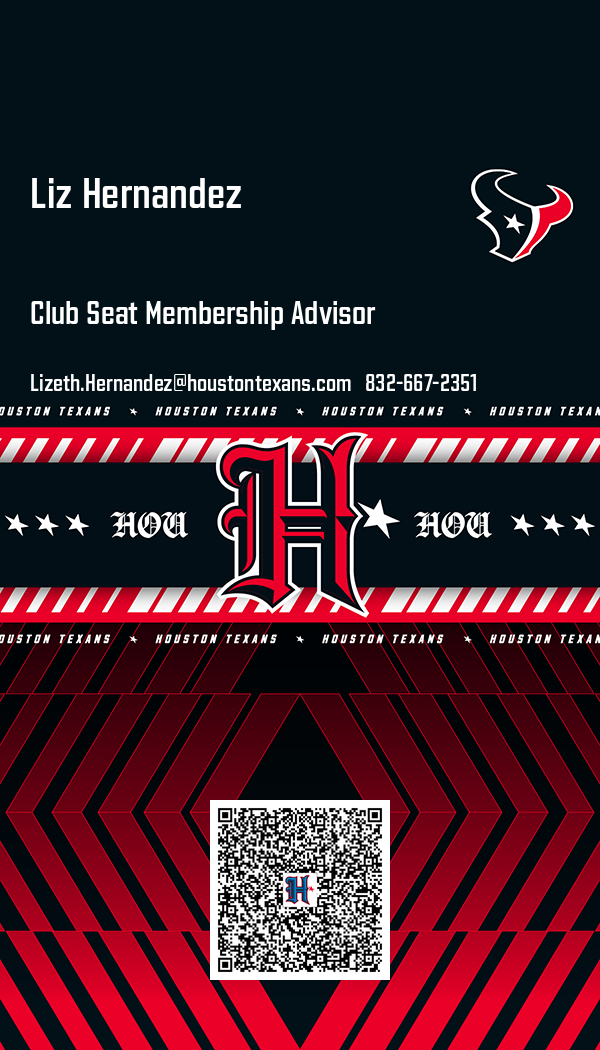 Liz Hernandez
Club Seat Membership Advisor
Lizeth.Hernandez@houstontexans.com 832-667-2351
HOUSTON TEXANS HOUSTON TEXANS HOUSTON TEXANS HOUSTON TEXANS
HOU H HOU
HOUSTON TEXANS HOUSTON TEXANS HOUSTON TEXANS HOUSTON TEXANS
H